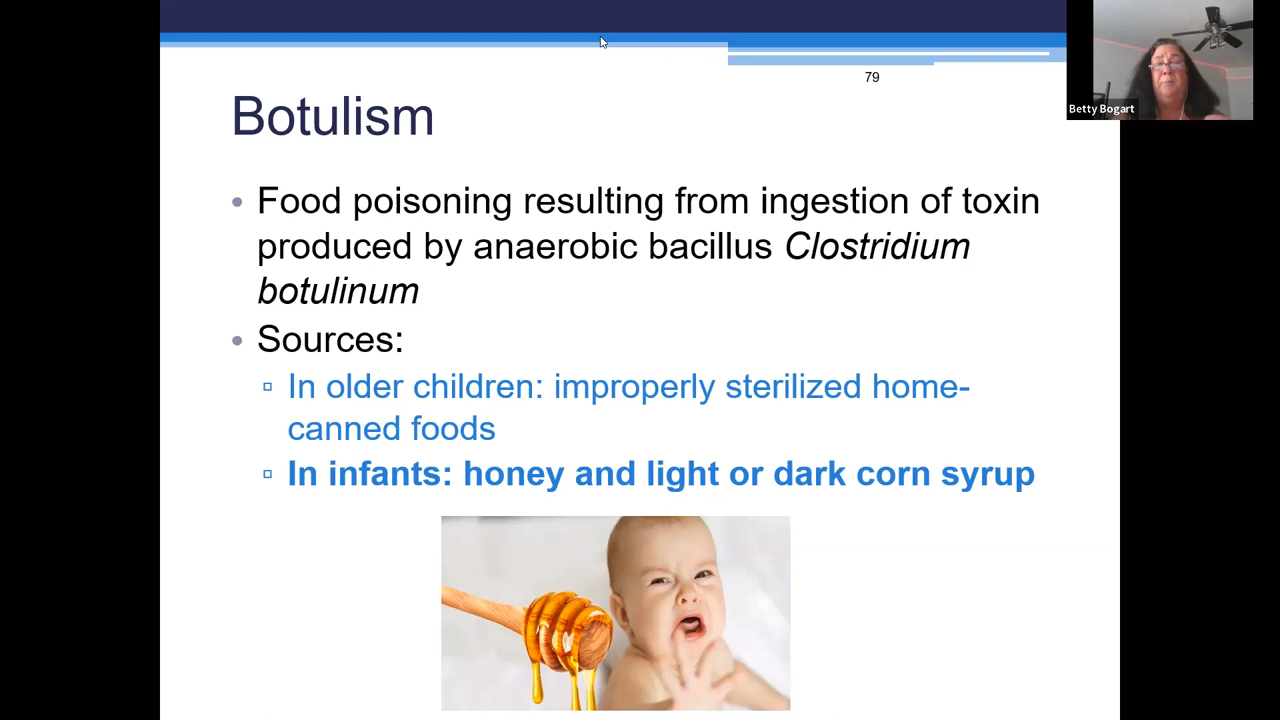 79
Betty Bogart
Botulism
• Food poisoning resulting from ingestion of toxin
produced by anaerobic bacillus Clostridium
botulinum
• Sources:
▫ In older children: improperly sterilized home-
canned foods
▫ In infants: honey and light or dark corn syrup